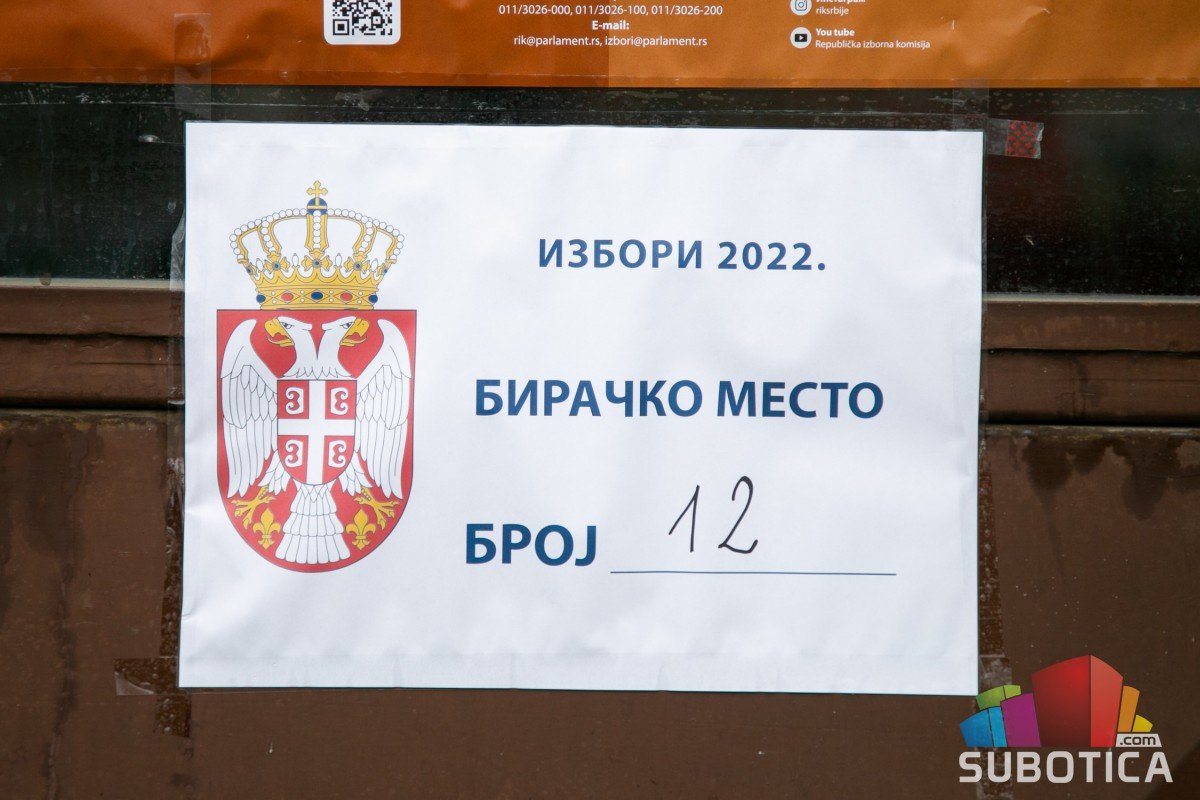 011/3026-000, 011/3026-100, 011/3026-200
E-mail:
rik@parlament.rs, izbori@parlament.rs
riksrbije
You tube
Republička izborna komisija
ИЗБОРИ 2022.
БИРАЧКО МЕСТО
БРОЈ 12
.com
SUBOTICA